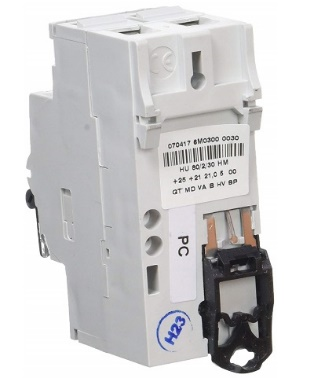 070417 6M0300 0030
HU 60/2/30 HM
+25 +21 21,0 5 00
GT MD VA B HV SP
PC
H23